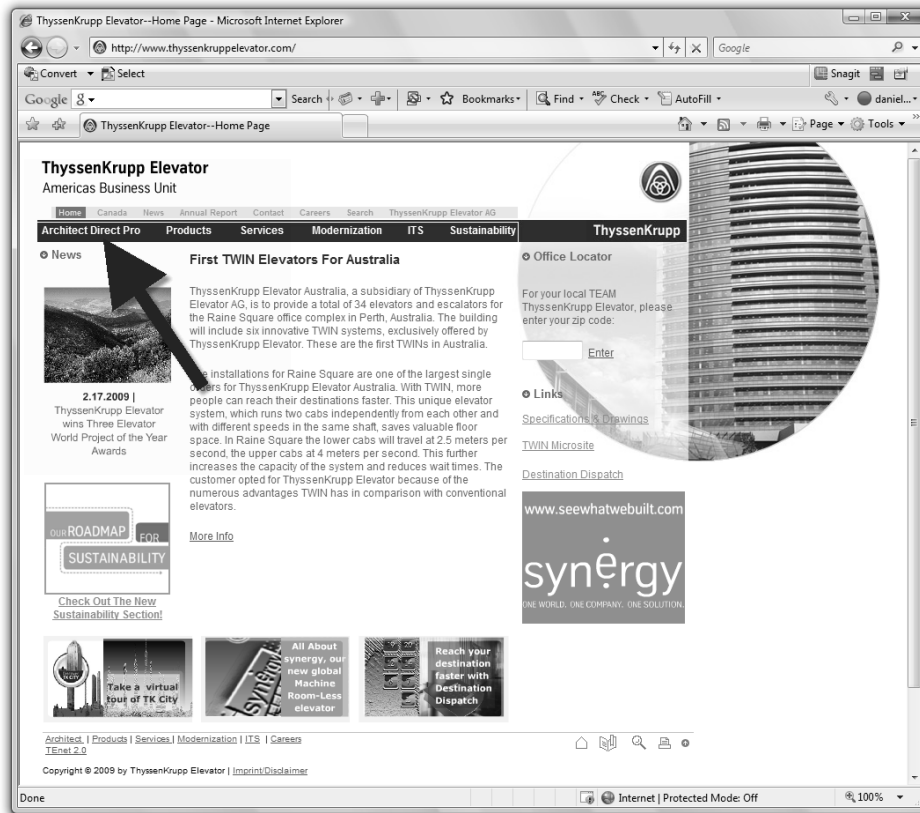 ThyssenKrupp Elevator--Home Page - Microsoft Internet Explorer
http://www.thyssenkruppelevator.com/
Google
Convert Select
Snagit
Google Search Bookmarks Find Check AutoFill daniel...
ThyssenKrupp Elevator--Home Page
Page Tools
ThyssenKrupp Elevator
Americas Business Unit
Home Canada News Annual Report Contact Careers Search ThyssenKrupp Elevator AG
Architect Direct Pro Products Services Modernization ITS Sustainability ThyssenKrupp
News
2.17.2009 |
ThyssenKrupp Elevator
wins Three Elevator
World Project of the Year
Awards
OUR ROADMAP FOR
SUSTAINABILITY
Check Out The New
Sustainability Section!
First TWIN Elevators For Australia
ThyssenKrupp Elevator Australia, a subsidiary of ThyssenKrupp
Elevator AG, is to provide a total of 34 elevators and escalators for
the Raine Square office complex in Perth, Australia. The building
will include six innovative TWIN systems, exclusively offered by
ThyssenKrupp Elevator. These are the first TWINs in Australia.
installations for Raine Square are one of the largest single
for ThyssenKrupp Elevator Australia. With TWIN, more
people can reach their destinations faster. This unique elevator
system, which runs two cabs independently from each other and
with different speeds in the same shaft, saves valuable floor
space. In Raine Square the lower cabs will travel at 2.5 meters per
second, the upper cabs at 4 meters per second. This further
increases the capacity of the system and reduces wait times. The
customer opted for ThyssenKrupp Elevator because of the
numerous advantages TWIN has in comparison with conventional
elevators.
More Info
Office Locator
For your local TEAM
ThyssenKrupp Elevator, please
enter your zip code:
Enter
Links
Specifications & Drawings
TWIN Microsite
Destination Dispatch
www.seewhatwebuilt.com
synergy
ONE WORLD. ONE COMPANY. ONE SOLUTION.
Take a virtual
tour of TK City
synergy
All About
synergy, our
new global
Machine
Room-Less
elevator
Reach your
destination
faster with
Destination
Dispatch
Architect | Products | Services | Modernization | ITS | Careers
TEnet 2.0
Copyright © 2009 by ThyssenKrupp Elevator | Imprint/Disclaimer
Done Internet | Protected Mode: Off 100%